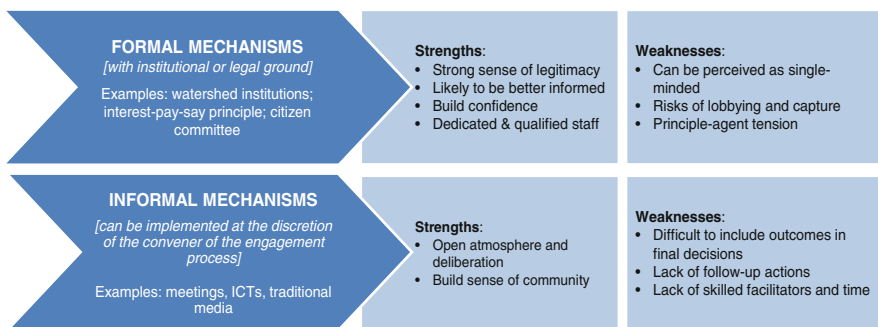 FORMAL MECHANISMS
[with institutional or legal ground]
Examples: watershed institutions;
interest-pay-say principle; citizen
committee
Strengths:
• Strong sense of legitimacy
• Likely to be better informed
• Build confidence
• Dedicated & qualified staff
Weaknesses:
• Can be perceived as single-
minded
• Risks of lobbying and capture
• Principle-agent tension
INFORMAL MECHANISMS
[can be implemented at the discretion
of the convener of the engagement
process]
Examples: meetings, ICTs, traditional
media
Strengths:
• Open atmosphere and
deliberation
• Build sense of community
Weaknesses:
• Difficult to include outcomes in
final decisions
• Lack of follow-up actions
• Lack of skilled facilitators and time